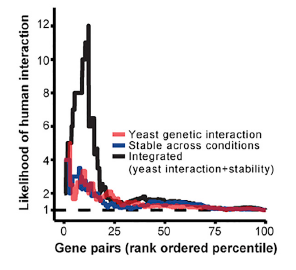 Likelihood of human interaction
12
8
6
4
2
1
Yeast genetic interaction
Stable across conditions
Integrated
(yeast interaction+stability)
0 25 50 75 100
Gene pairs (rank ordered percentile)